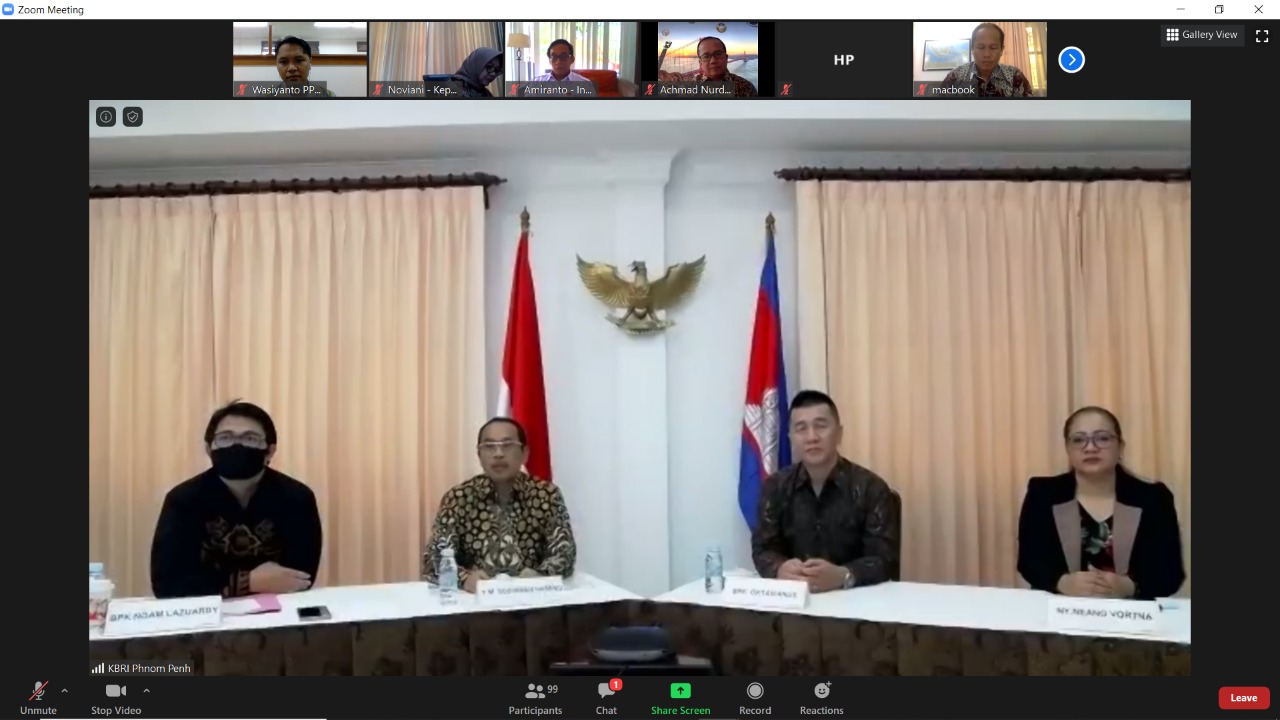 Zoom Meeting
Wasiyanto PP...
Noviani - Kep...
Amiranto - In...
Achmad Nurd...
HP
macbook
Gallery View
BPK NGAM LAZUARDY
BPK. OKTAVIANUS
NY. NEANG VORTNA
KBRI Phnom Penh
Unmute
Stop Video
Participants
99
Chat
1
Share Screen
Record
Reactions
Leave